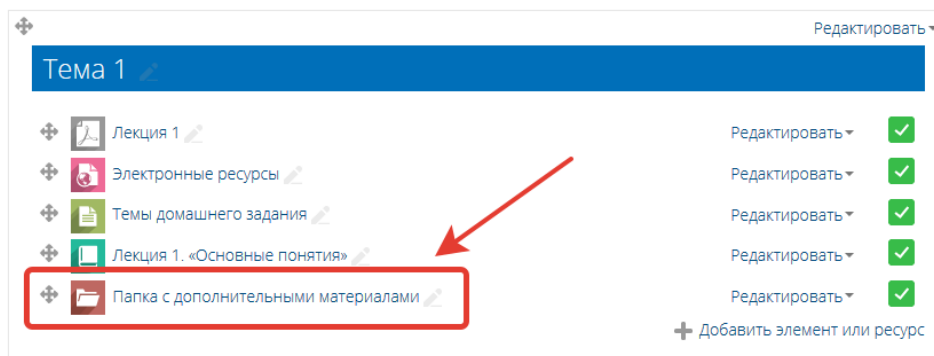 Редактировать
Тема 1
Лекция 1 Редактировать
Электронные ресурсы Редактировать
Темы домашнего задания Редактировать
Лекция 1. «Основные понятия» Редактировать
Папка с дополнительными материалами Редактировать
Добавить элемент или ресурс